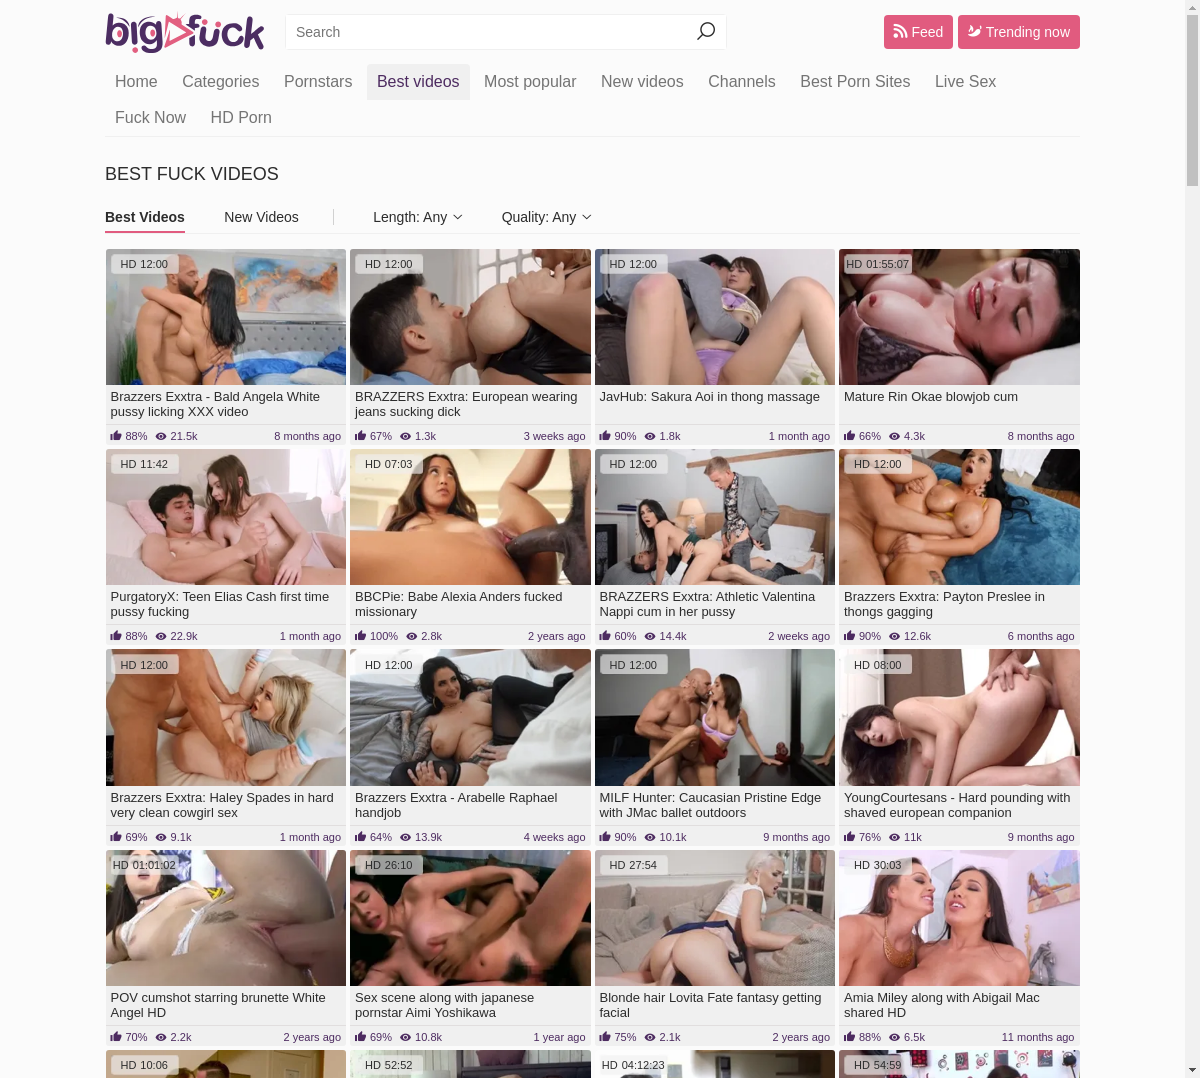 big fuck
Search
Feed
Trending now
Home Categories Pornstars Best videos Most popular New videos Channels Best Porn Sites Live Sex
Fuck Now HD Porn
BEST FUCK VIDEOS
Best Videos New Videos Length: Any Quality: Any
HD 12:00 HD 12:00 HD 12:00 HD 01:55:07
Brazzers Exxtra - Bald Angela White
pussy licking XXX video
BRAZZERS Exxtra: European wearing
jeans sucking dick
JavHub: Sakura Aoi in thong massage
Mature Rin Okae blowjob cum
88% 21.5k 8 months ago 67% 1.3k 3 weeks ago 90% 1.8k 1 month ago 66% 4.3k 8 months ago
HD 11:42 HD 07:03 HD 12:00 HD 12:00
PurgatoryX: Teen Elias Cash first time
pussy fucking
BBCPie: Babe Alexia Anders fucked
missionary
BRAZZERS Exxtra: Athletic Valentina
Nappi cum in her pussy
Brazzers Exxtra: Payton Preslee in
thongs gagging
88% 22.9k 1 month ago 100% 2.8k 2 years ago 60% 14.4k 2 weeks ago 90% 12.6k 6 months ago
HD 12:00 HD 12:00 HD 12:00 HD 08:00
Brazzers Exxtra: Haley Spades in hard
very clean cowgirl sex
Brazzers Exxtra - Arabelle Raphael
handjob
MILF Hunter: Caucasian Pristine Edge
with JMac ballet outdoors
YoungCourtesans - Hard pounding with
shaved european companion
69% 9.1k 1 month ago 64% 13.9k 4 weeks ago 90% 10.1k 9 months ago 76% 11k 9 months ago
HD 01:01:02 HD 26:10 HD 27:54 HD 30:03
POV cumshot starring brunette White
Angel HD
Sex scene along with japanese
pornstar Aimi Yoshikawa
Blonde hair Lovita Fate fantasy getting
facial
Amia Miley along with Abigail Mac
shared HD
70% 2.2k 2 years ago 69% 10.8k 1 year ago 75% 2.1k 2 years ago 88% 6.5k 11 months ago
HD 10:06 HD 52:52 HD 04:12:23 HD 54:59